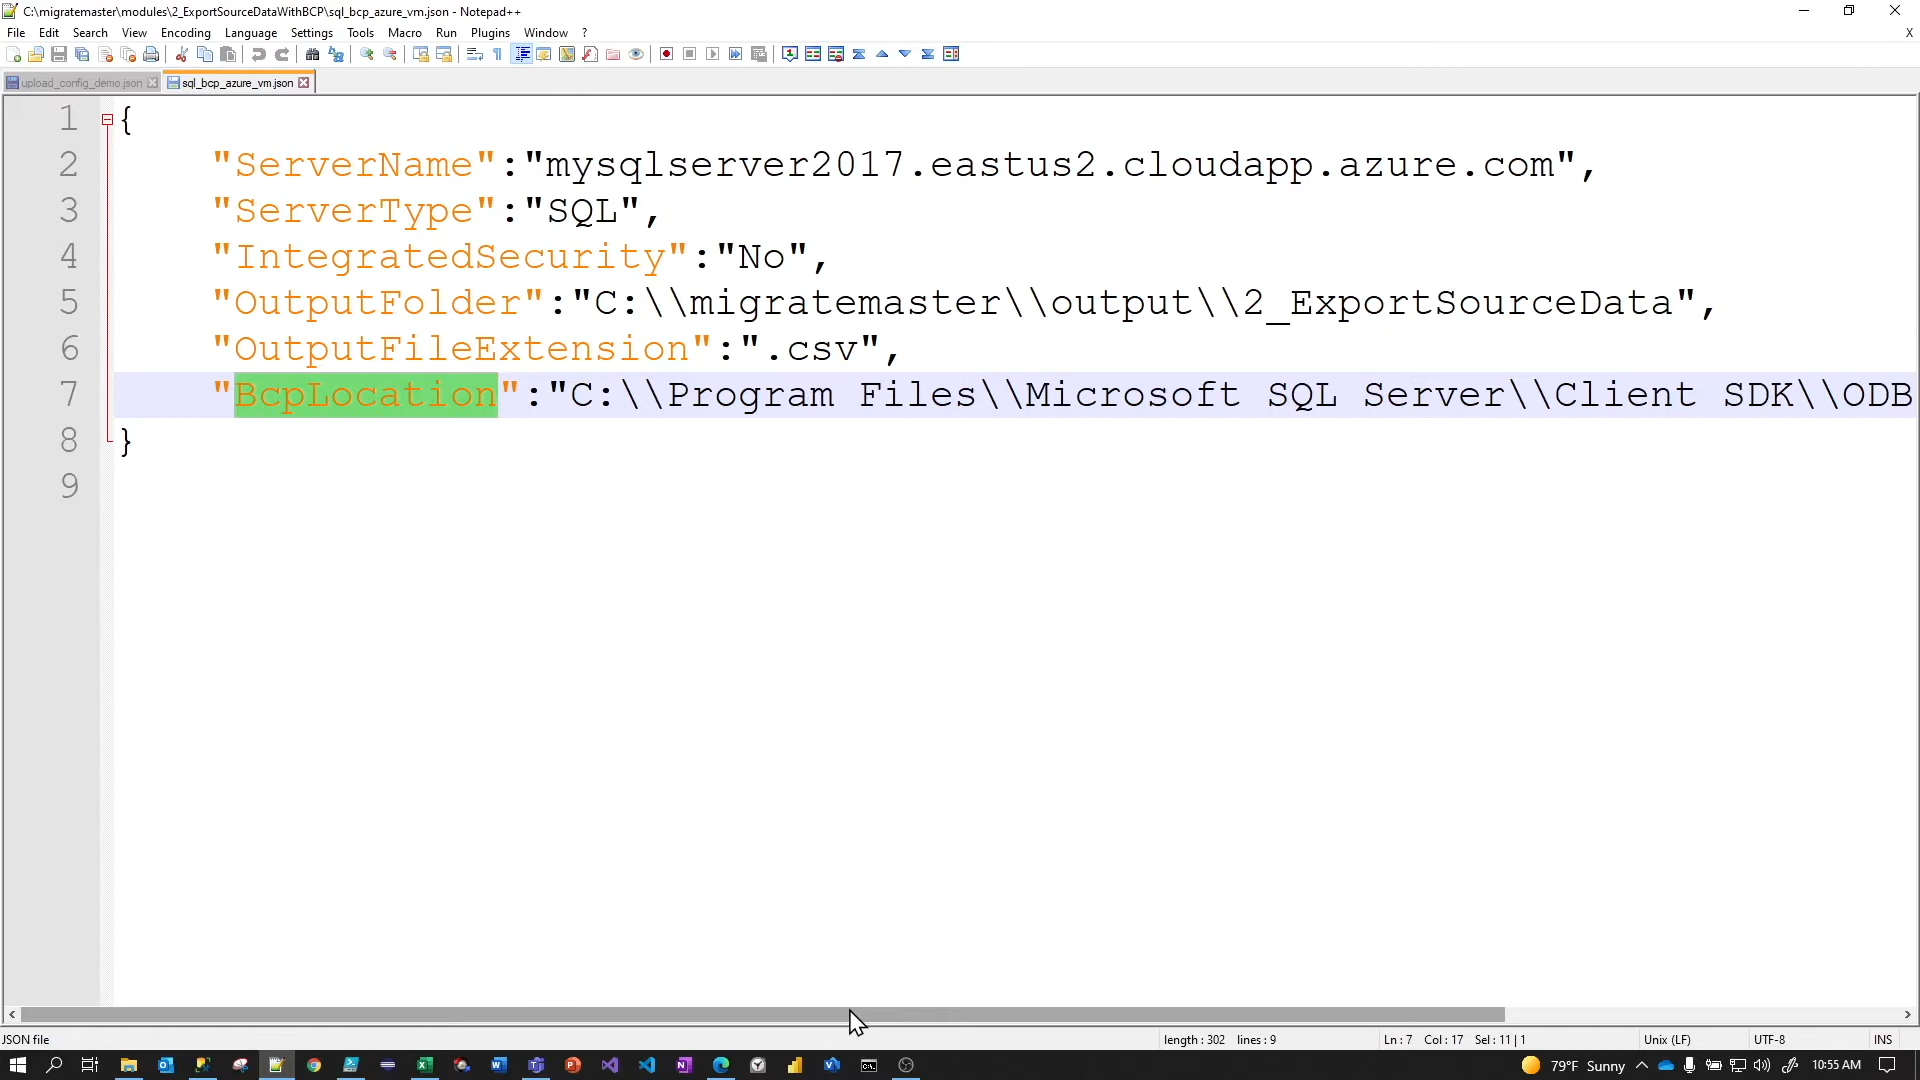 C:\migratemaster\modules\2_ExportSourceDataWithBCP\sql_bcp_azure_vm.json - Notepad++
File Edit Search View Encoding Language Settings Tools Macro Run Plugins Window ? X
upload_config_demo.json sql_bcp_azure_vm.json
1 {
2 "ServerName":"mysqlserver2017.eastus2.cloudapp.azure.com",
3 "ServerType":"SQL",
4 "IntegratedSecurity":"No",
5 "OutputFolder":"C:\\migratemaster\\output\\2_ExportSourceData",
6 "OutputFileExtension":".csv",
7 "BcpLocation":"C:\\Program Files\\Microsoft SQL Server\\Client SDK\\ODB
8 }
9
JSON file length : 302 lines : 9 Ln : 7 Col : 17 Sel : 11 | 1 Unix (LF) UTF-8 INS
79°F Sunny 10:55 AM